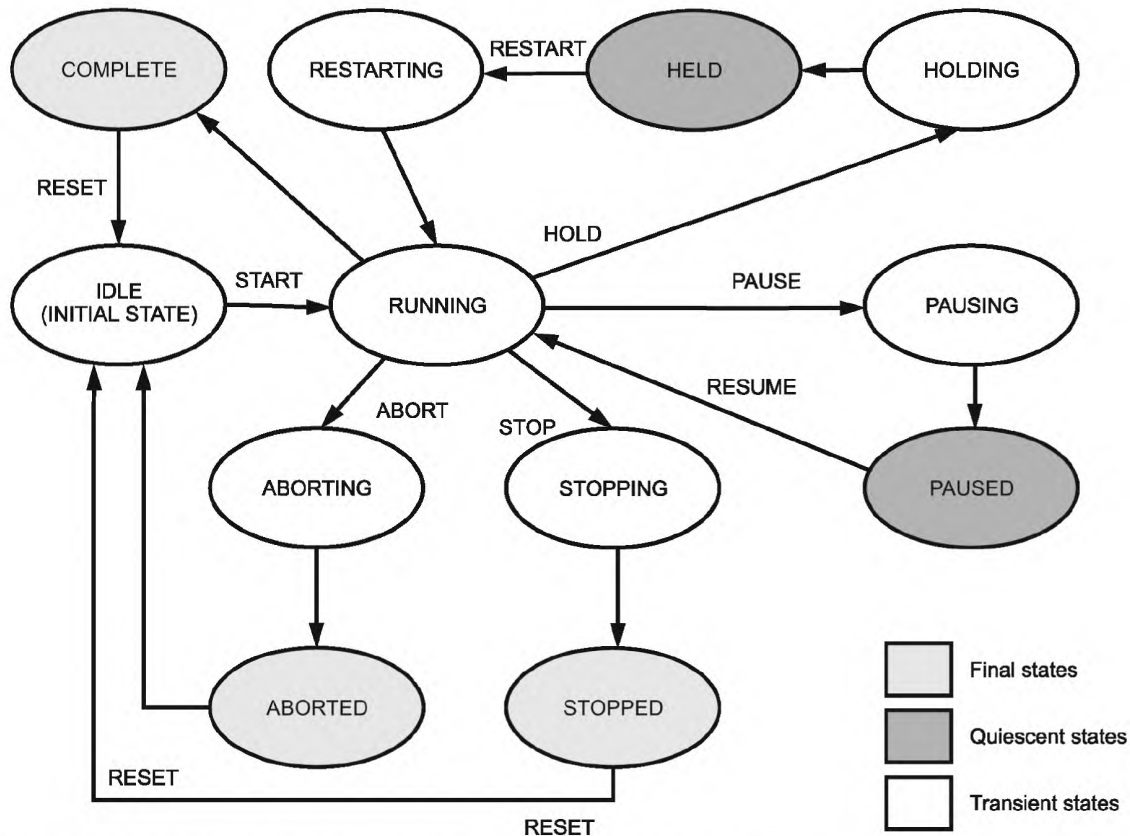 COMPLETE
RESTARTING
RESTART
HELD
HOLDING
RESET
HOLD
IDLE
(INITIAL STATE)
START
RUNNING
PAUSE
PAUSING
RESUME
ABORT
STOP
ABORTING
STOPPING
PAUSED
ABORTED
STOPPED
Final states
Quiescent states
Transient states
RESET
RESET